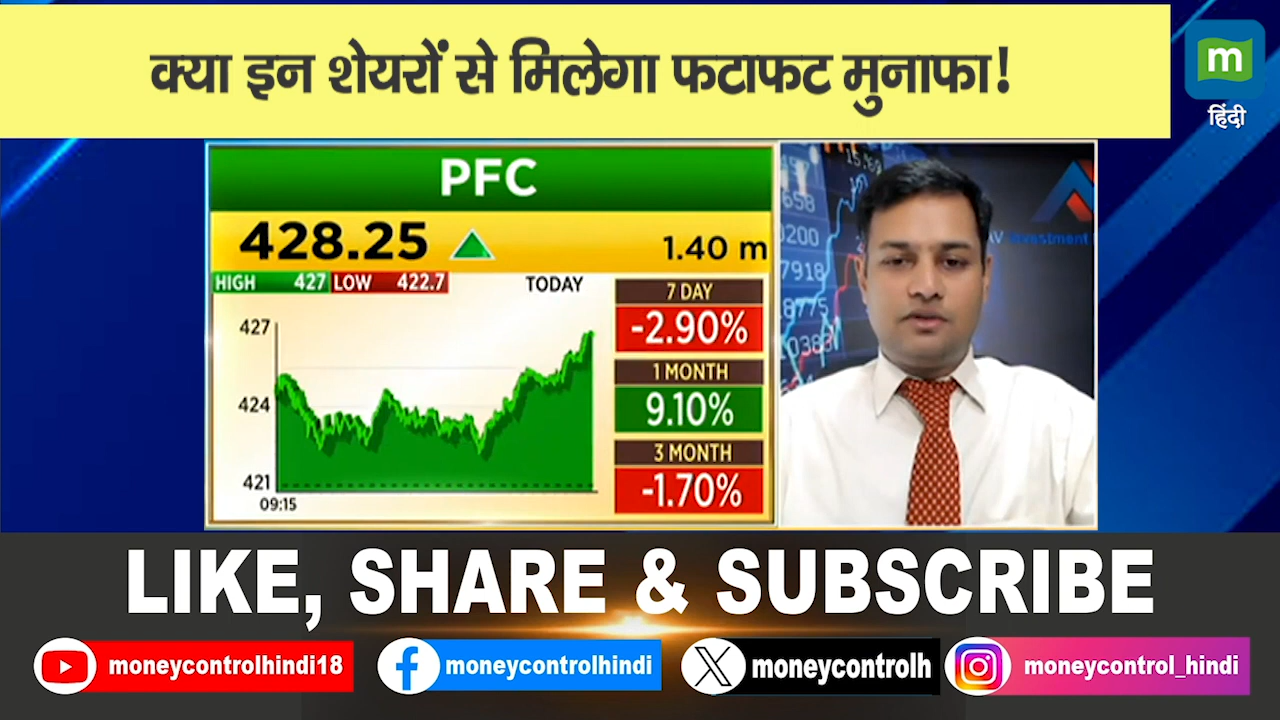 क्या इन शेयरों से मिलेगा फटाफट मुनाफा!
m
हिंदी
PFC
428.25
1.40 m
HIGH 427 LOW 422.7
TODAY
427
424
421
09:15
7 DAY
-2.90%
1 MONTH
9.10%
3 MONTH
-1.70%
LIKE, SHARE & SUBSCRIBE
moneycontrolhindi18
moneycontrolhindi
moneycontrolh
moneycontrol_hindi